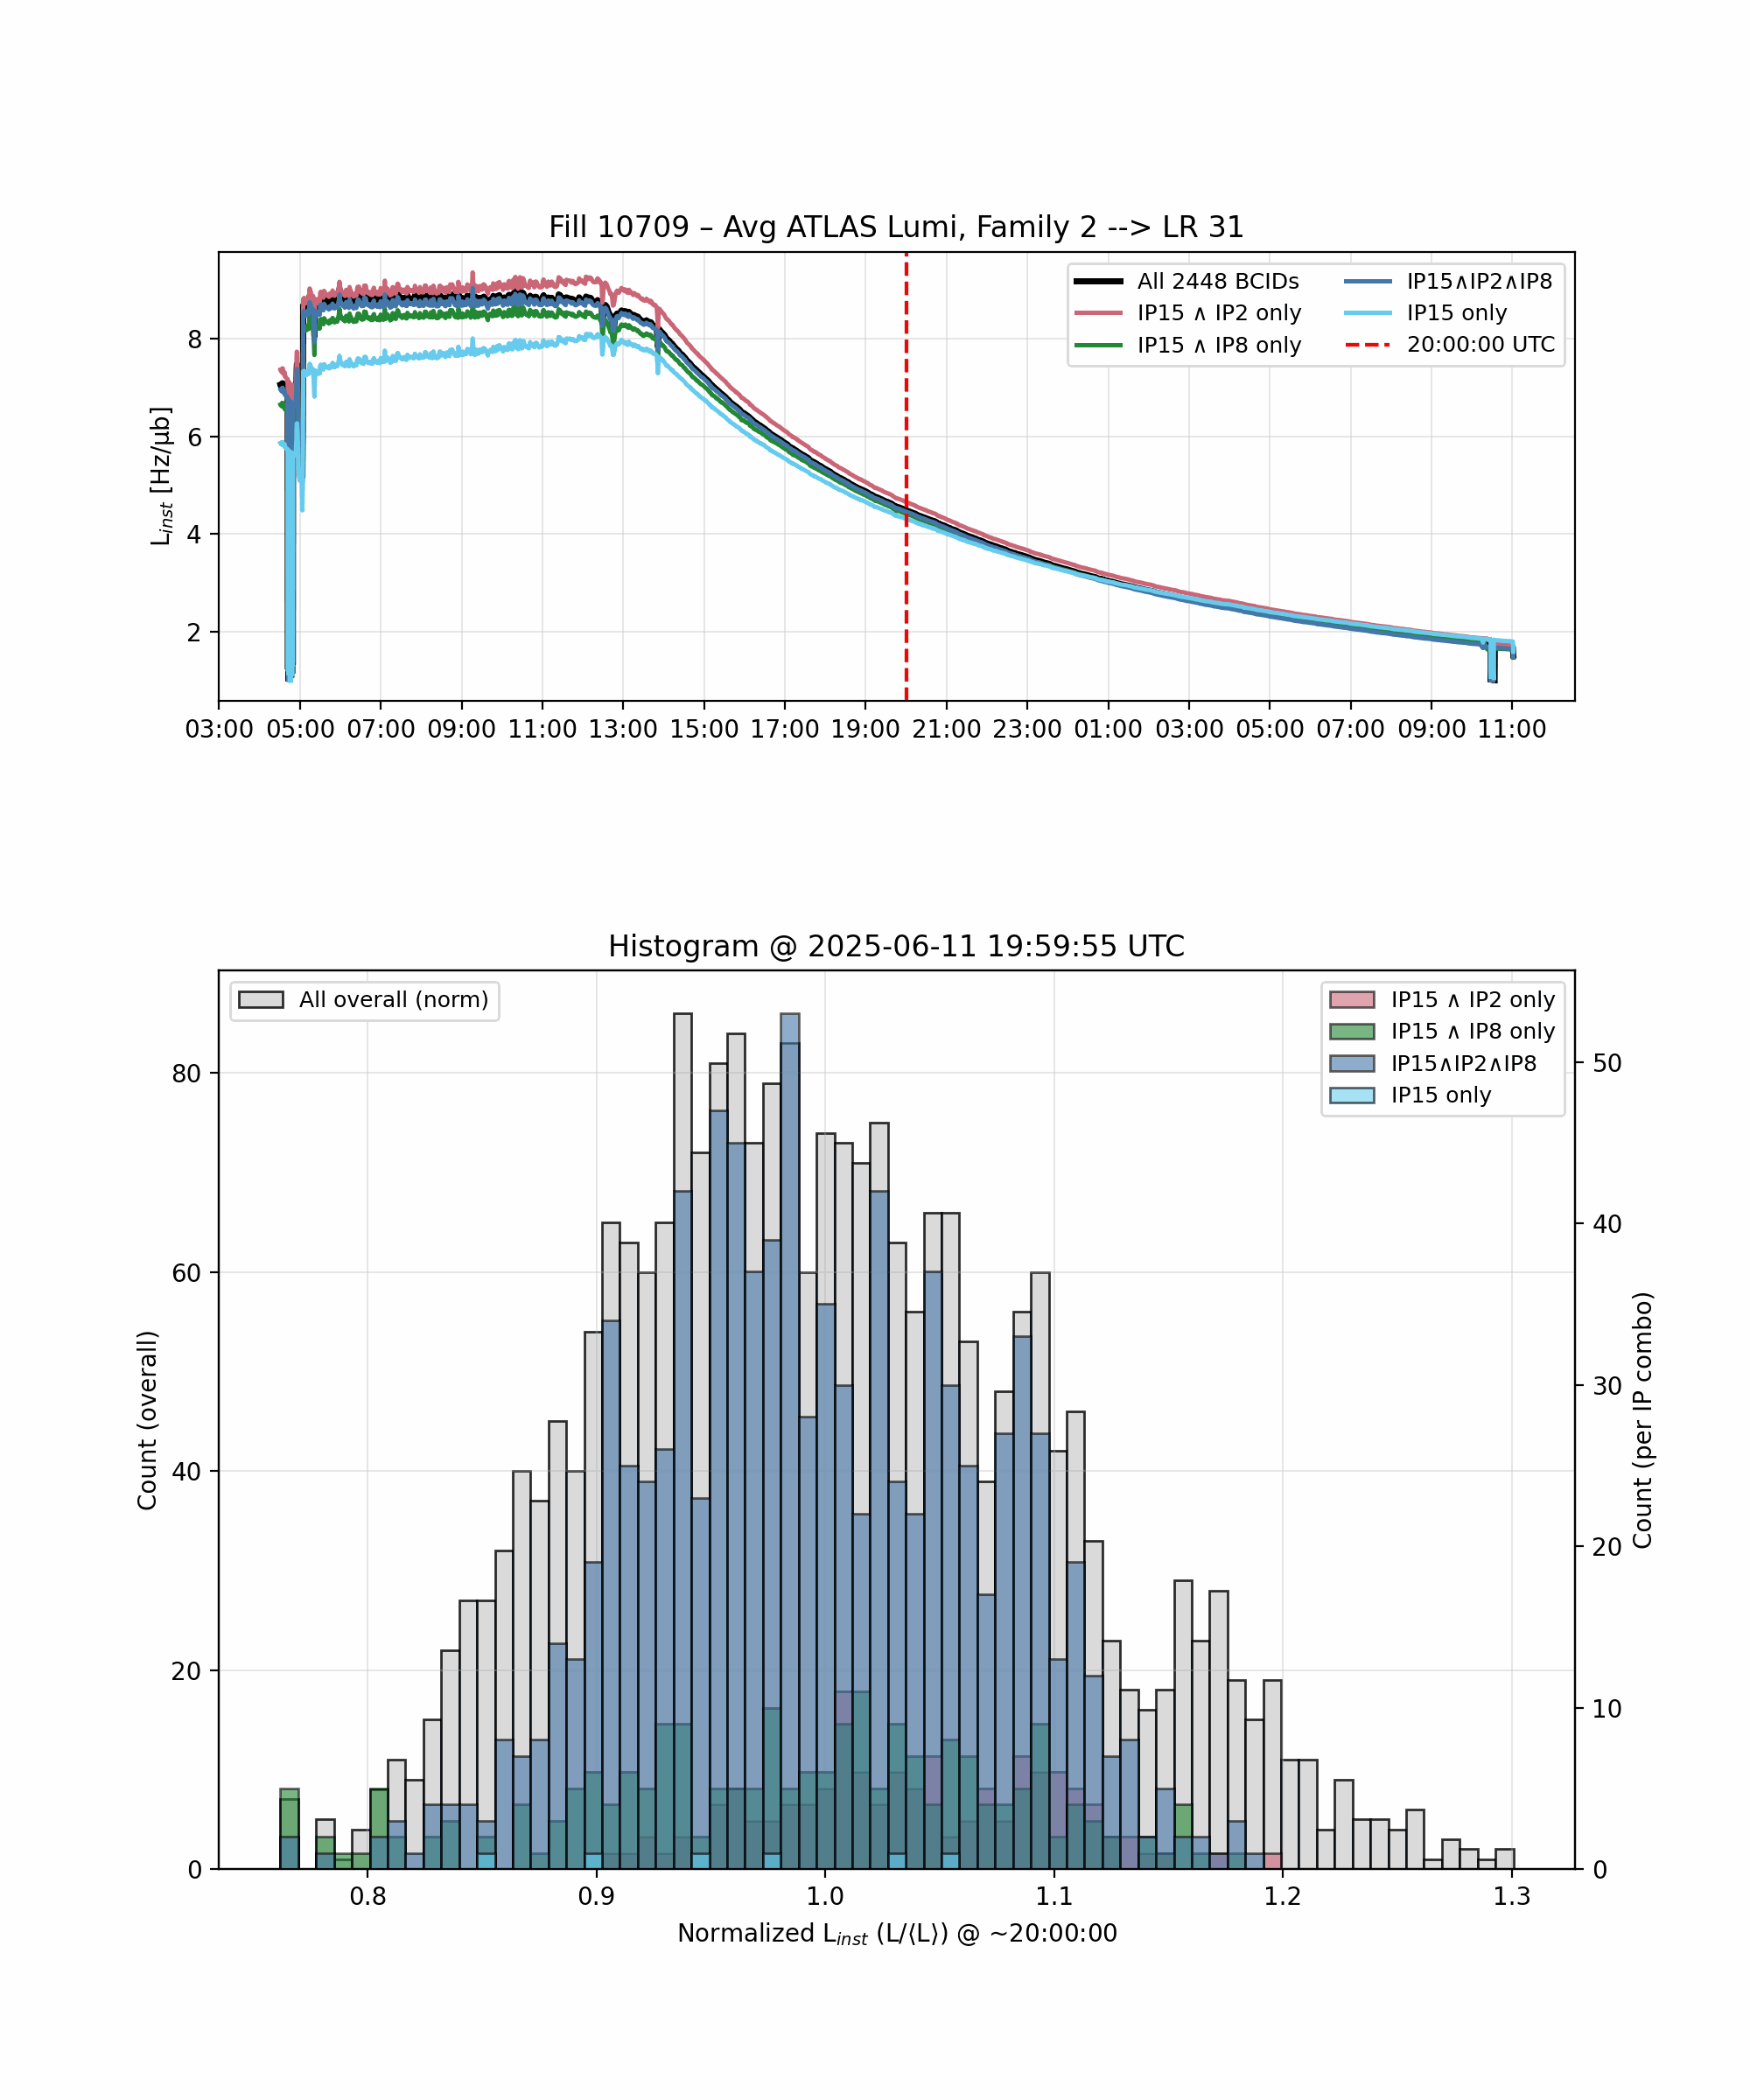 Fill 10709 – Avg ATLAS Lumi, Family 2 --> LR 31
All 2448 BCIDs
IP15 ∧ IP2 only
IP15 ∧ IP8 only
IP15∧IP2∧IP8
IP15 only
20:00:00 UTC
L_inst [Hz/μb]
8
6
4
2
03:00 05:00 07:00 09:00 11:00 13:00 15:00 17:00 19:00 21:00 23:00 01:00 03:00 05:00 07:00 09:00 11:00
Histogram @ 2025-06-11 19:59:55 UTC
All overall (norm)
IP15 ∧ IP2 only
IP15 ∧ IP8 only
IP15∧IP2∧IP8
IP15 only
Count (overall)
80
60
40
20
0
Count (per IP combo)
50
40
30
20
10
0
0.8 0.9 1.0 1.1 1.2 1.3
Normalized L_inst (L/⟨L⟩) @ ~20:00:00